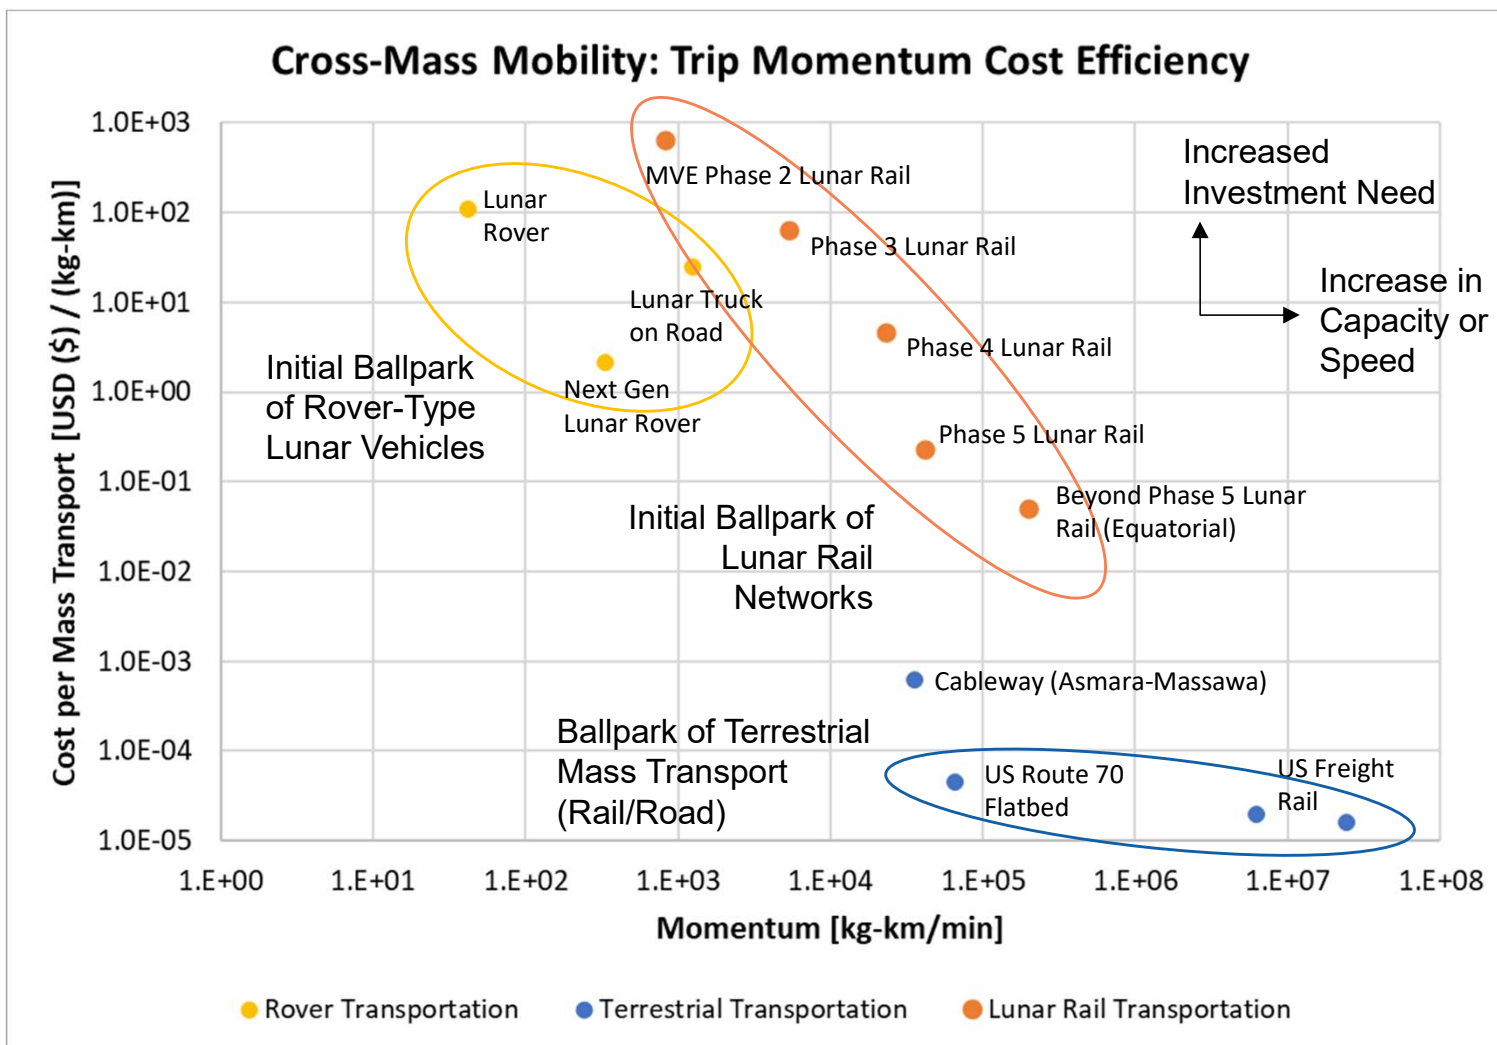 Cross-Mass Mobility: Trip Momentum Cost Efficiency
Cost per Mass Transport [USD ($) / (kg-km)]
1.0E+03
1.0E+02
1.0E+01
1.0E+00
1.0E-01
1.0E-02
1.0E-03
1.0E-04
1.0E-05
Increased
Investment Need
Increase in
Capacity or
Speed
MVE Phase 2 Lunar Rail
Lunar
Rover
Phase 3 Lunar Rail
Lunar Truck
on Road
Phase 4 Lunar Rail
Initial Ballpark
of Rover-Type
Lunar Vehicles
Next Gen
Lunar Rover
Phase 5 Lunar Rail
Beyond Phase 5 Lunar
Rail (Equatorial)
Initial Ballpark of
Lunar Rail
Networks
Cableway (Asmara-Massawa)
Ballpark of Terrestrial
Mass Transport
(Rail/Road)
US Route 70
Flatbed
US Freight
Rail
1.E+00
1.E+01
1.E+02
1.E+03
1.E+04
1.E+05
1.E+06
1.E+07
1.E+08
Momentum [kg-km/min]
Rover Transportation
Terrestrial Transportation
Lunar Rail Transportation